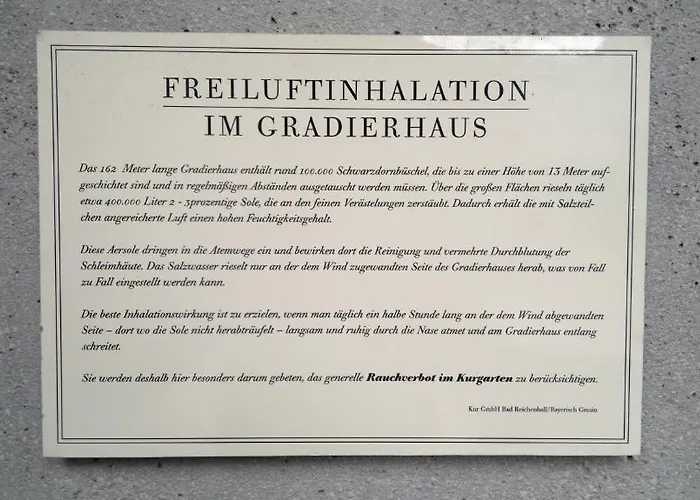 FREILUFTINHALATION
IM GRADIERHAUS
Das 162 Meter lange Gradierhaus enthält rund 100.000 Schwarzdornbüschel, die bis zu einer Höhe von 13 Meter auf-
geschichtet sind und in regelmäßigen Abständen ausgetauscht werden müssen. Über die großen Flächen rieseln täglich
etwa 400.000 Liter 2 - 3prozentige Sole, die an den feinen Verästelungen zerstäubt. Dadurch erhält die mit Salzteil-
chen angereicherte Luft einen hohen Feuchtigkeitsgehalt.
Diese Aersole dringen in die Atemwege ein und bewirken dort die Reinigung und vermehrte Durchblutung der
Schleimhäute. Das Salzwasser rieselt nur an der dem Wind zugewandten Seite des Gradierhauses herab, was von Fall
zu Fall eingestellt werden kann.
Die beste Inhalationswirkung ist zu erzielen, wenn man täglich ein halbe Stunde lang an der dem Wind abgewandten
Seite – dort wo die Sole nicht herabträufelt – langsam und ruhig durch die Nase atmet und am Gradierhaus entlang
schreitet.
Sie werden deshalb hier besonders darum gebeten, das generelle Rauchverbot im Kurgarten zu berücksichtigen.
Kur GmbH Bad Reichenhall/Bayerisch Gmain